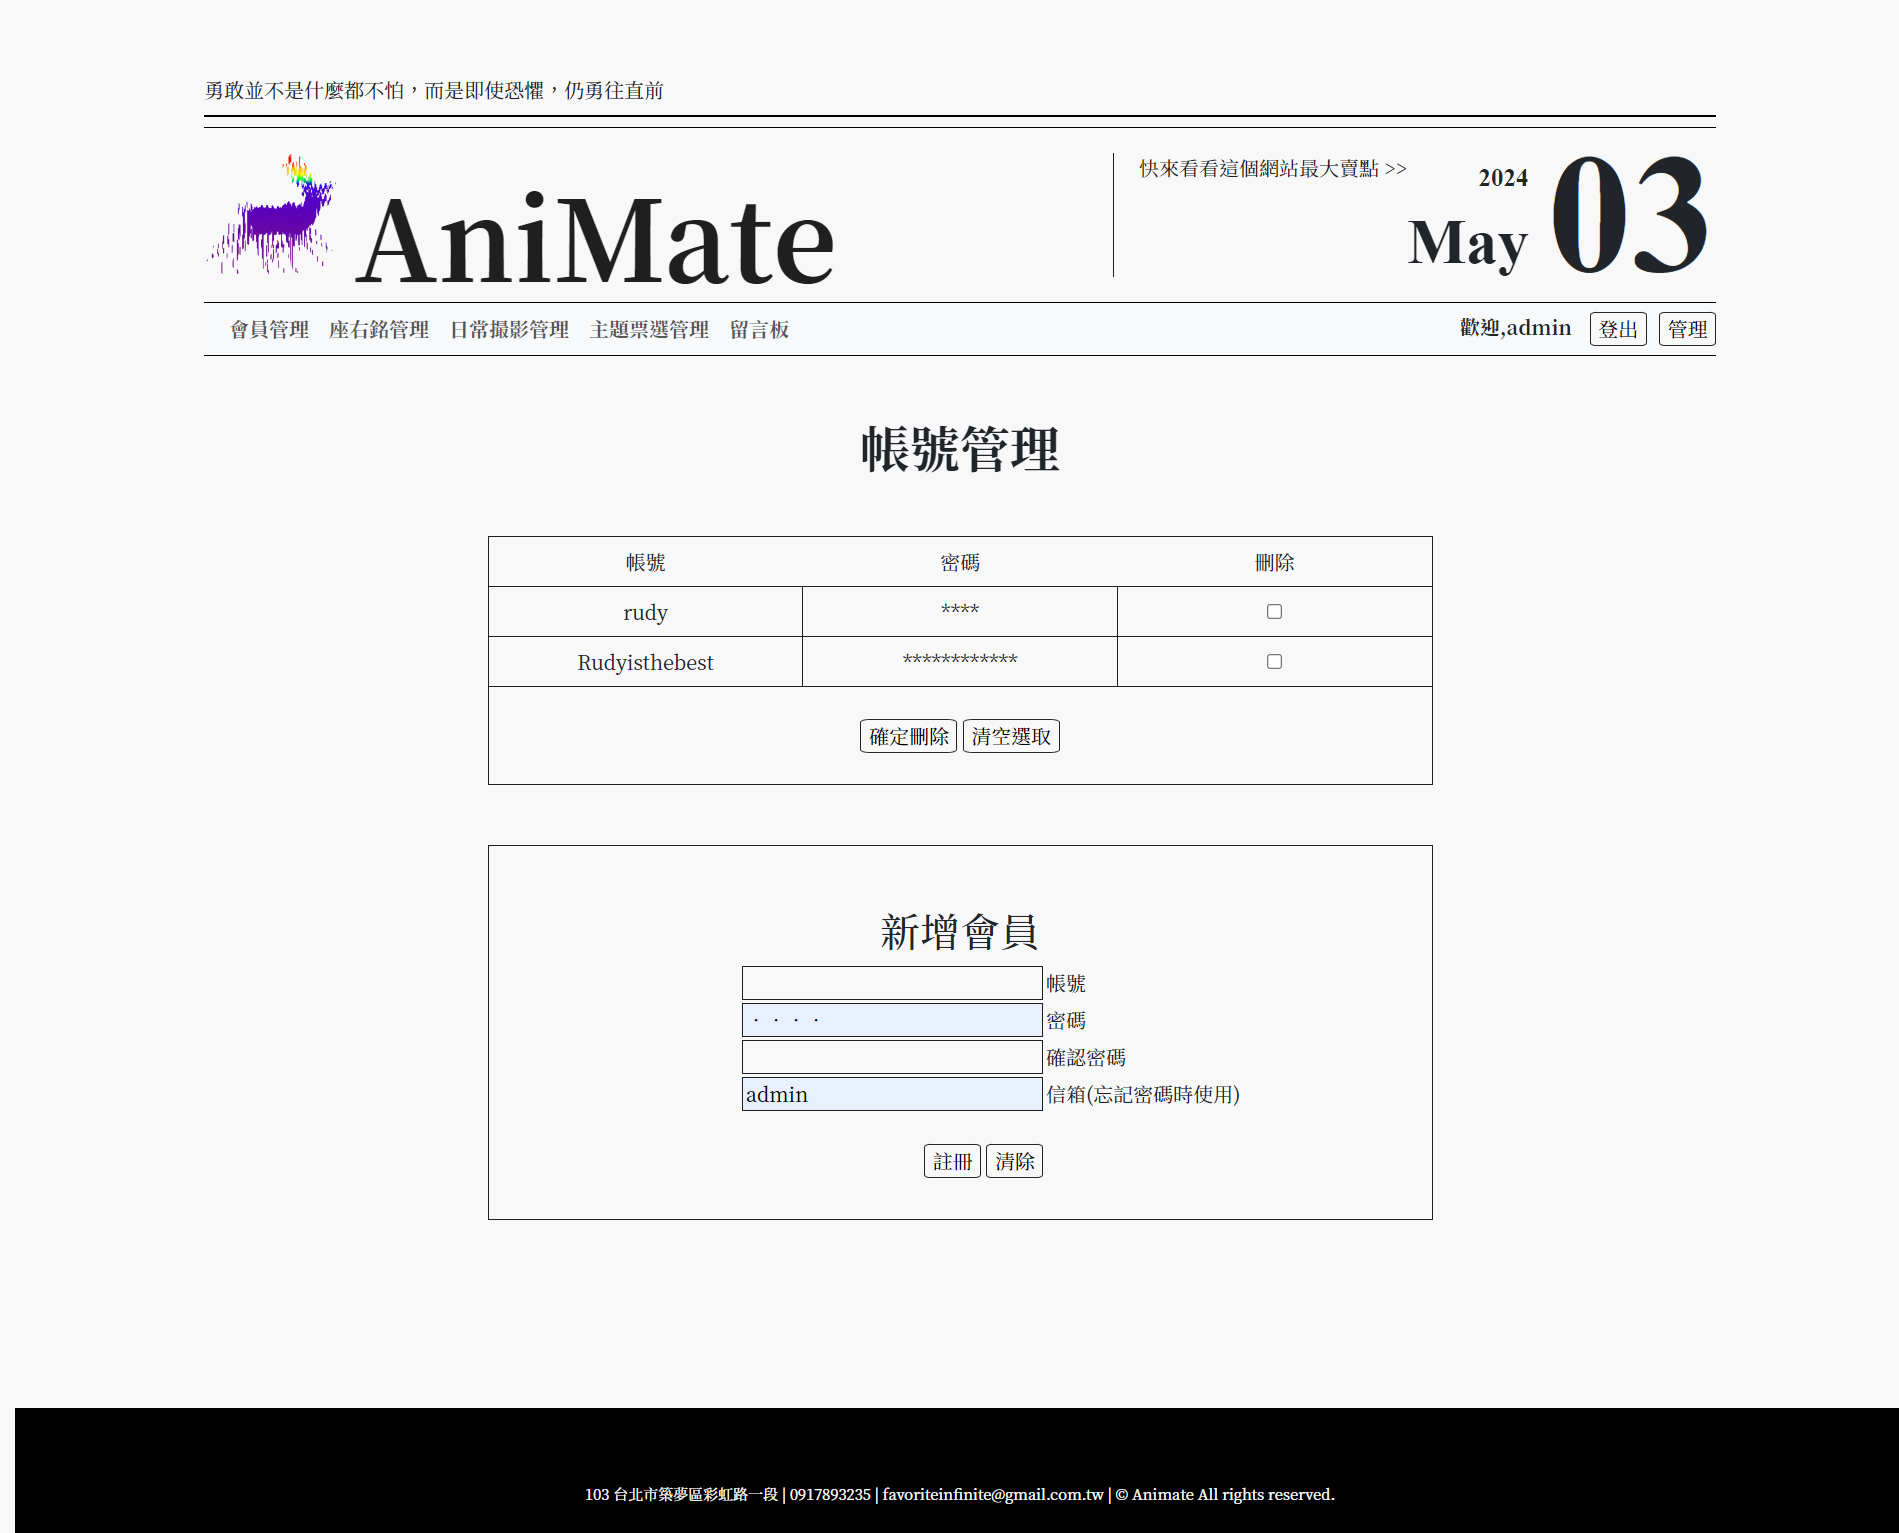 勇敢並不是什麼都不怕，而是即使恐懼，仍勇往直前
AniMate
快來看看這個網站最大賣點 >>
2024
May
03
會員管理 座右銘管理 日常撮影管理 主題票選管理 留言板
歡迎,admin 登出 管理
帳號管理
帳號 密碼 刪除
rudy ****
Rudyisthebest ************
確定刪除 清空選取
新增會員
帳號
···· 密碼
確認密碼
admin 信箱(忘記密碼時使用)
註冊 清除
103 台北市築夢區彩虹路一段 | 0917893235 | favoriteinfinite@gmail.com.tw | © Animate All rights reserved.